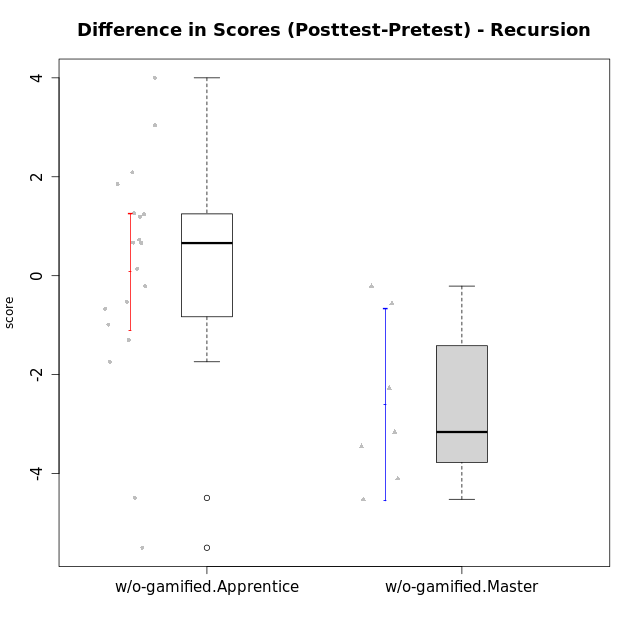 Difference in Scores (Posttest-Pretest) - Recursion
4
2
0
-2
-4
score
w/o-gamified.Apprentice
w/o-gamified.Master